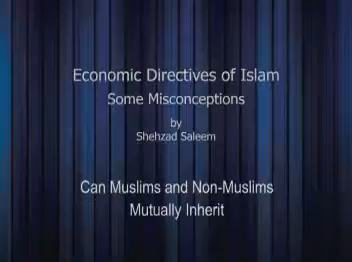 Economic Directives of Islam
Some Misconceptions
by
Shehzad Saleem
Can Muslims and Non-Muslims
Mutually Inherit